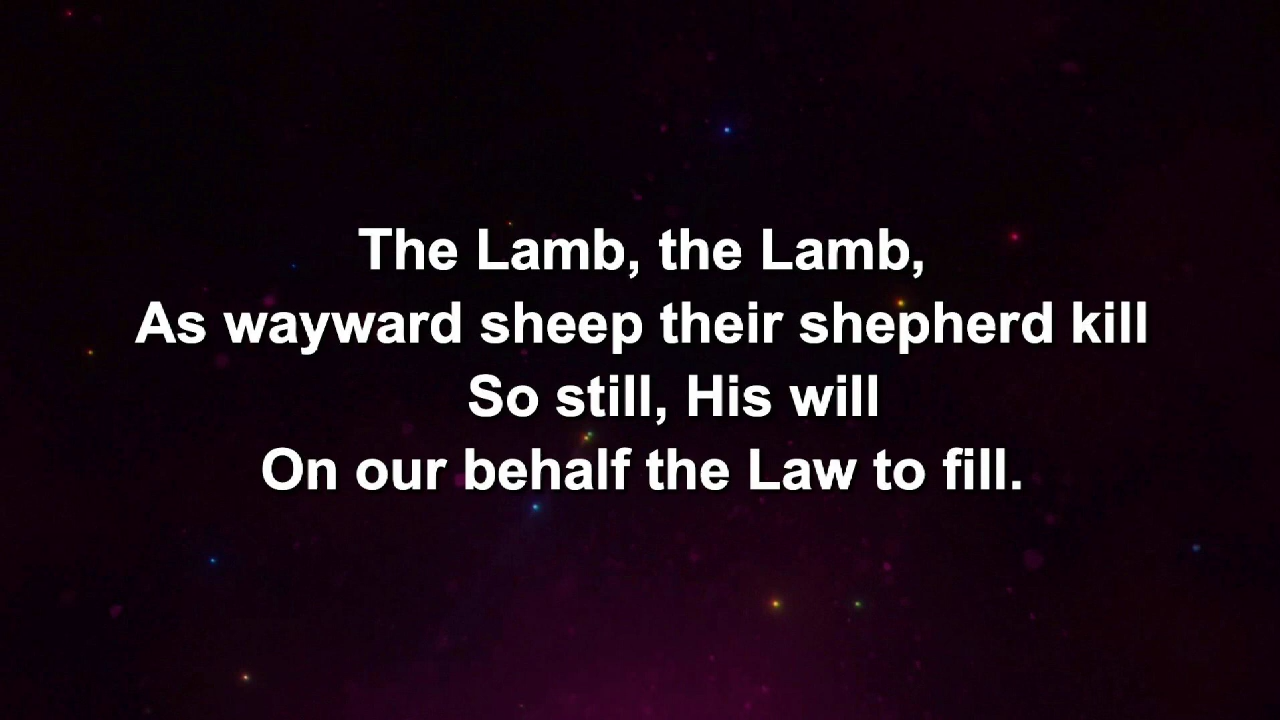 The Lamb, the Lamb,
As wayward sheep their shepherd kill
So still, His will
On our behalf the Law to fill.